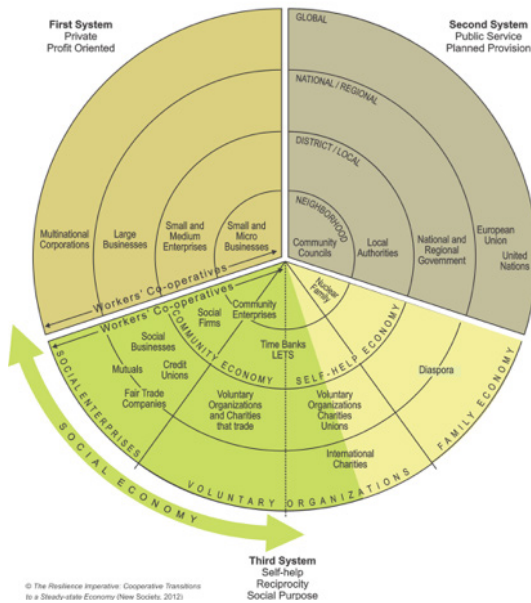 First System
Private
Profit Oriented
Second System
Public Service
Planned Provision
GLOBAL
NATIONAL / REGIONAL
DISTRICT / LOCAL
NEIGHBORHOOD
Multinational
Corporations
Large
Businesses
Small and
Medium
Enterprises
Small and
Micro
Businesses
Community
Councils
Local
Authorities
National and
Regional
Government
European
Union
United
Nations
Workers' Co-operatives
Workers' Co-operatives
Social
Businesses
Social
Firms
Community
Enterprises
Nuclear
Family
Mutuals
Credit
Unions
Fair Trade
Companies
COMMUNITY ECONOMY
Time Banks
LETS
SELF-HELP ECONOMY
Diaspora
Voluntary
Organizations
and Charities
that trade
Voluntary
Organizations
Charities
Unions
International
Charities
SOCIAL ENTERPRISES
VOLUNTARY ORGANIZATIONS
FAMILY ECONOMY
SOCIAL ECONOMY
Third System
Self-help
Reciprocity
Social Purpose
© The Resilience Imperative: Cooperative Transitions
to a Steady-state Economy (New Society, 2012)